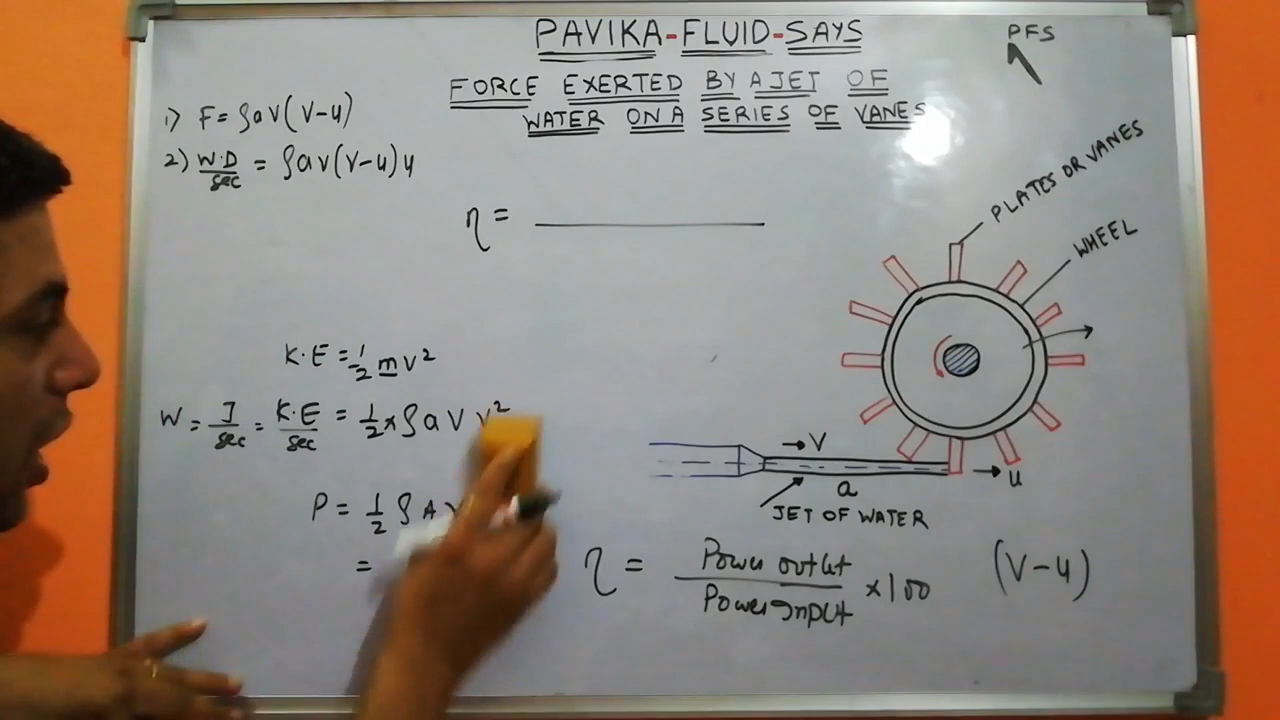 PAVIKA-FLUID-SAYS
PFS
FORCE EXERTED BY A JET OF
WATER ON A SERIES OF VANES
1) F = ρaV(V-u)
2) W.D/sec = ρav(V-u)u
η =
PLATES OR VANES
WHEEL
K.E = 1/2 mv²
W = J/sec = K.E/sec = 1/2 × ρaV v²
→V
→u
a
JET OF WATER
P = 1/2 ρA
=
η = Power outlet/Power Input ×100
(V-u)